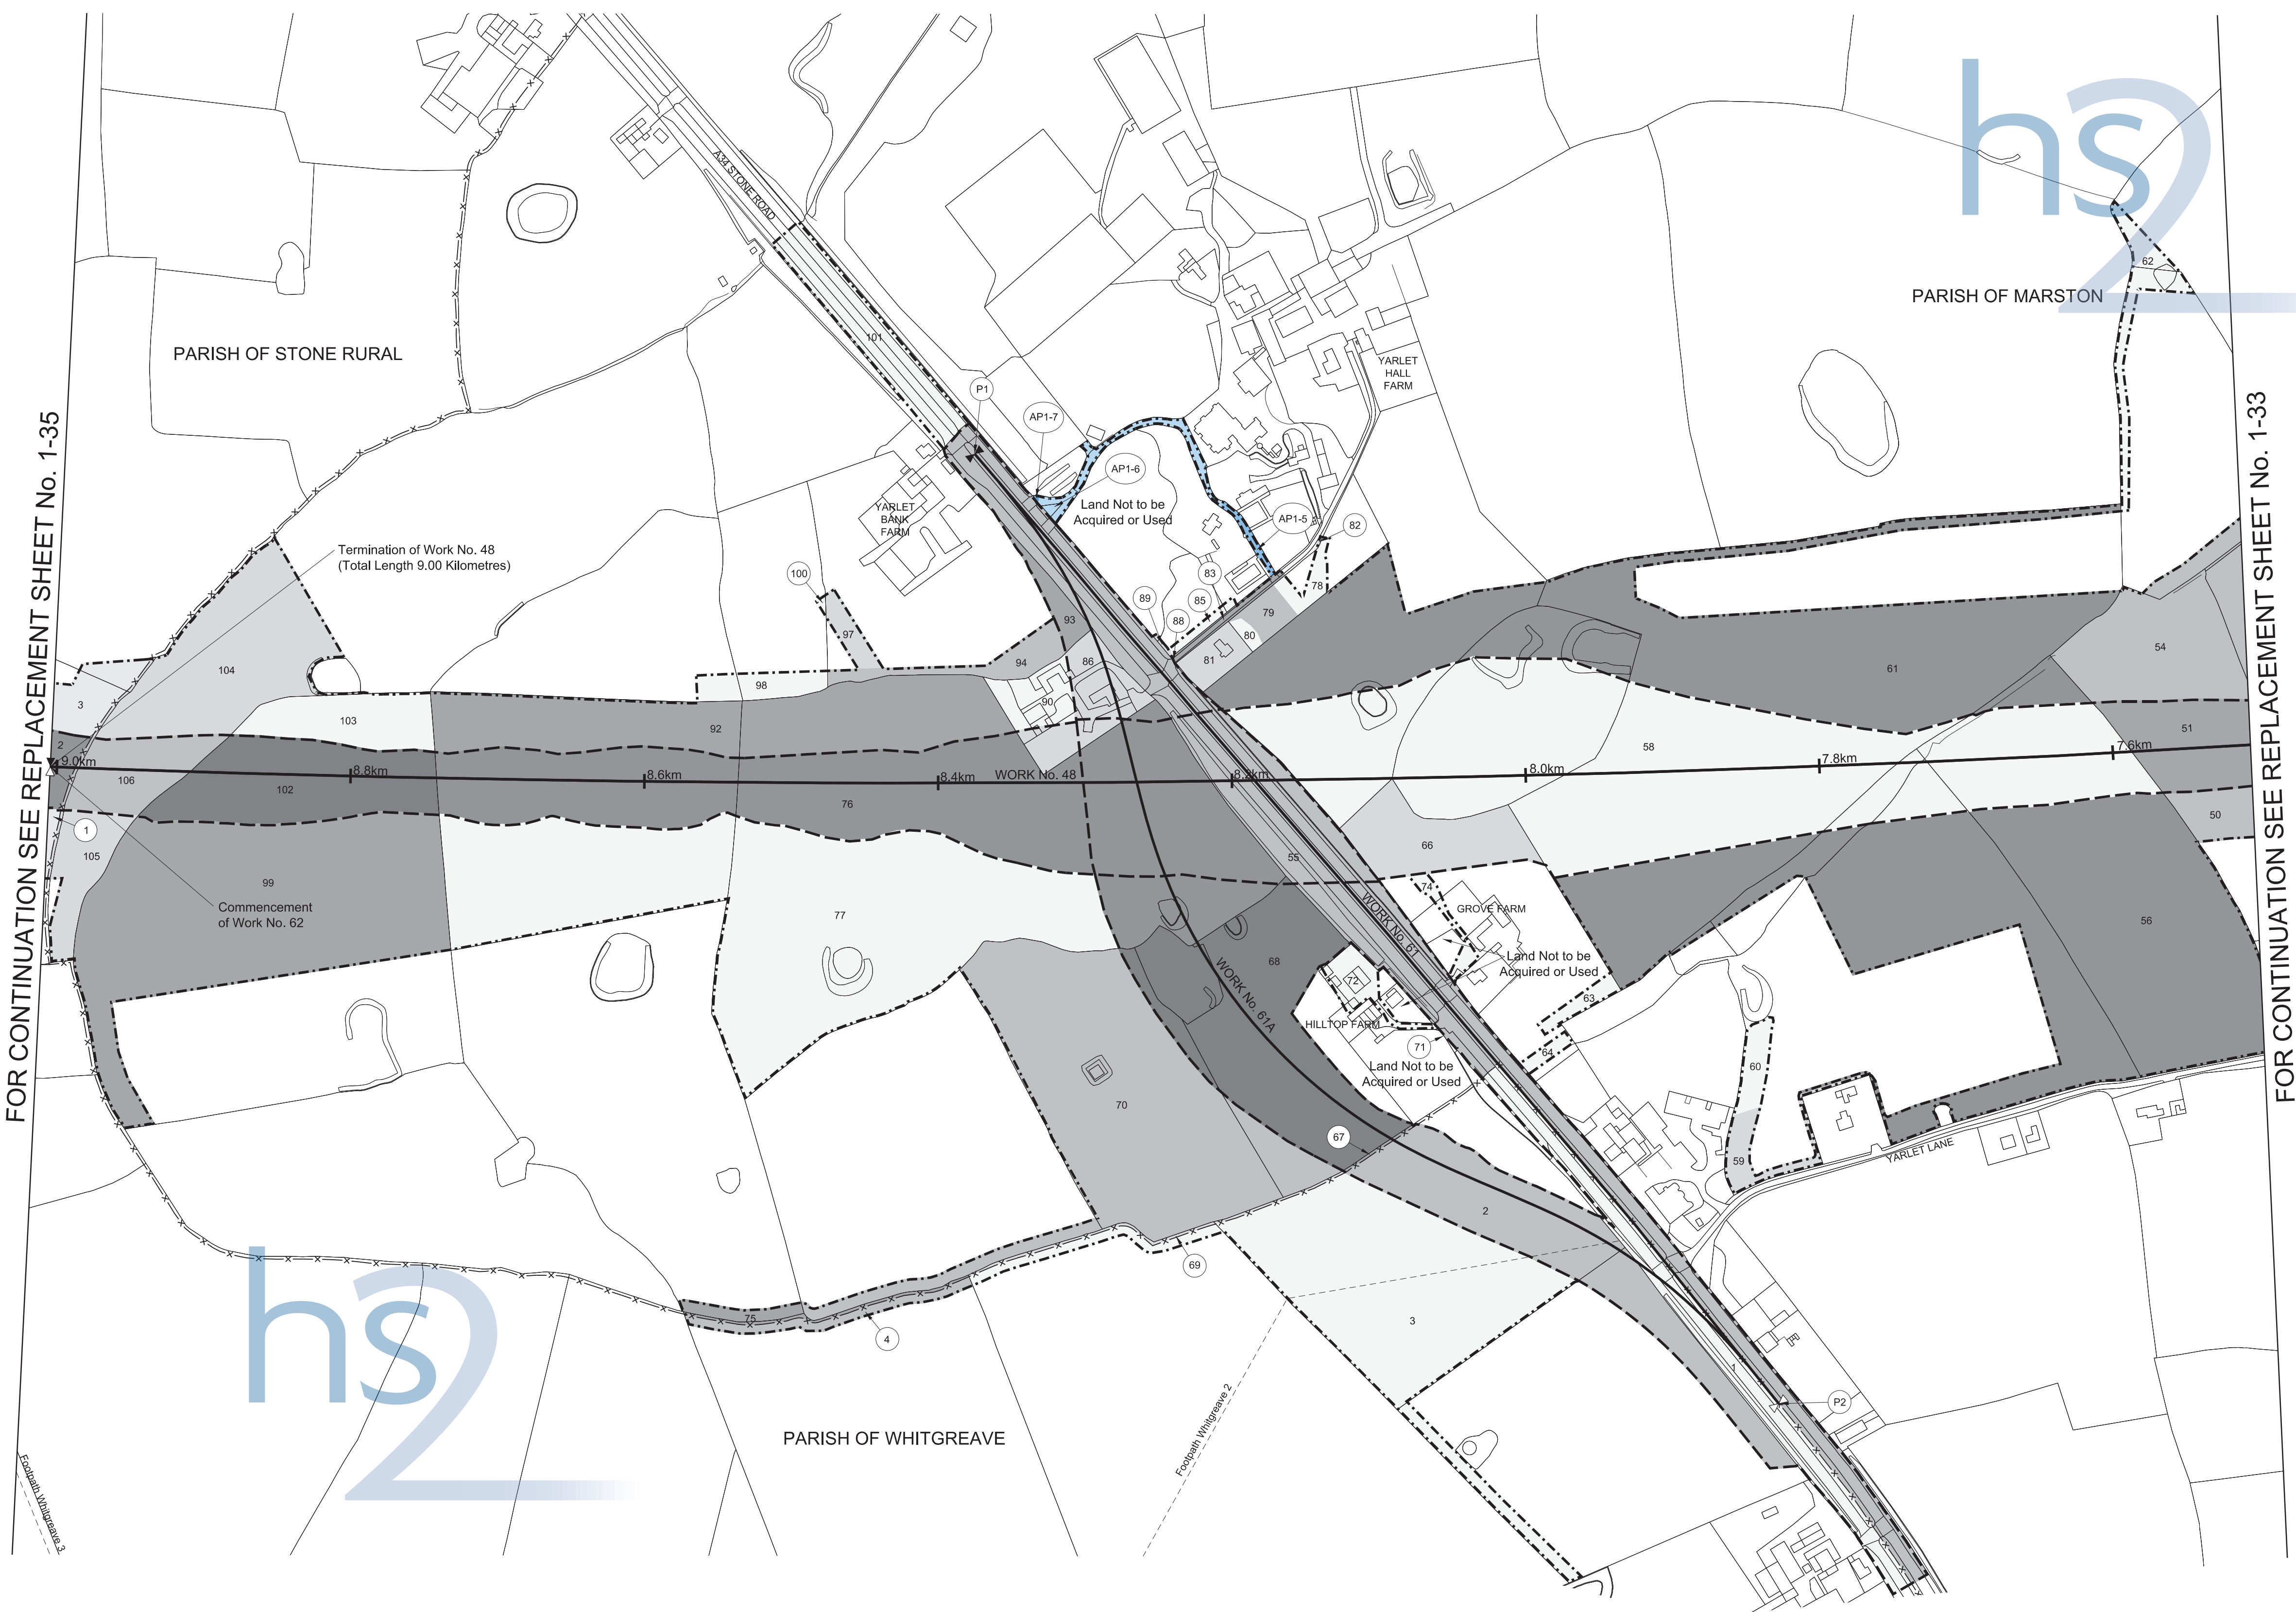 hs2
A34 STONE ROAD
62
PARISH OF MARSTON
PARISH OF STONE RURAL
101
YARLET
HALL
FARM
P1
AP1-7
AP1-6
Land Not to be
Acquired or Used
YARLET
BANK
FARM
AP1-5
82
FOR CONTINUATION SEE REPLACEMENT SHEET No. 1-35
FOR CONTINUATION SEE REPLACEMENT SHEET No. 1-33
Termination of Work No. 48
(Total Length 9.00 Kilometres)
100
83
78
89
85
79
88
80
93
97
81
94
86
104
98
61
54
3
90
103
92
58
51
2
9.0km
8.8km
8.6km
8.4km
WORK No. 48
8.2km
8.0km
7.8km
7.6km
106
102
76
50
1
105
55
66
99
74
Commencement
of Work No. 62
77
WORK No. 61
GROVE FARM
56
68
Land Not to be
Acquired or Used
WORK No. 61A
72
63
HILLTOP FARM
71
64
Land Not to be
Acquired or Used
60
70
67
YARLET LANE
59
2
69
75
4
3
hs2
1
Footpath Whitgreave 2
P2
PARISH OF WHITGREAVE
Footpath Whitgreave 3